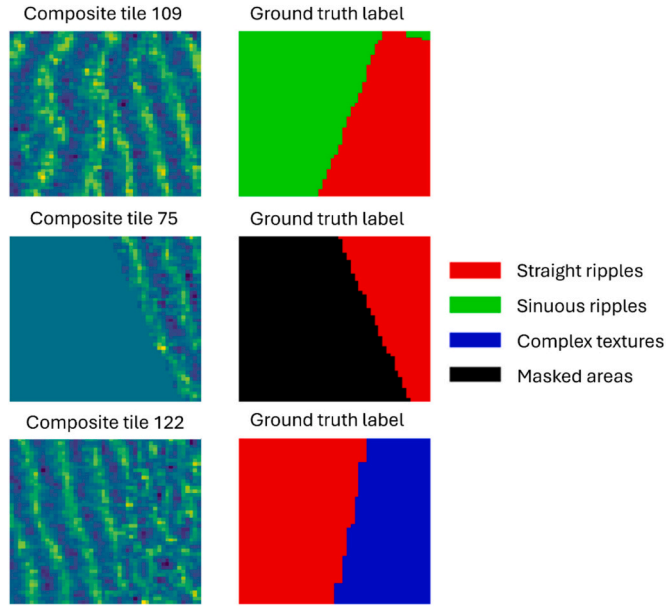 Composite tile 109
Ground truth label
Composite tile 75
Ground truth label
Straight ripples
Sinuous ripples
Complex textures
Masked areas
Composite tile 122
Ground truth label